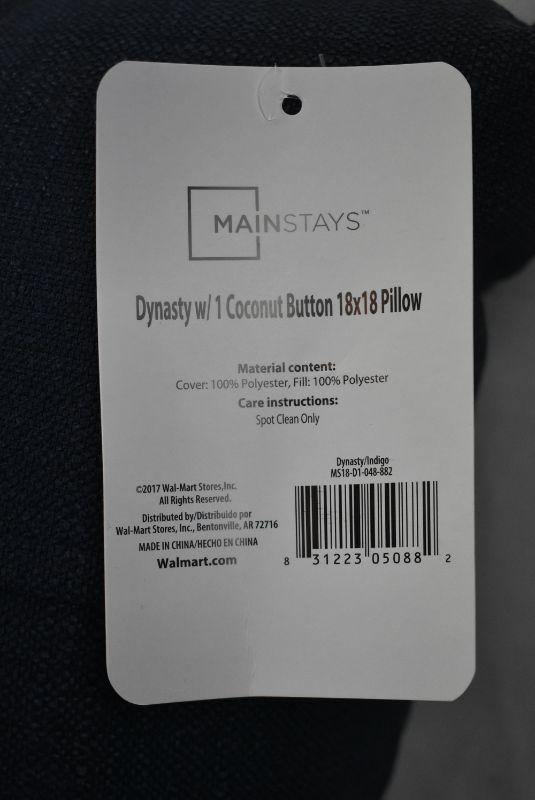 MAINSTAYS™
Dynasty w/ 1 Coconut Button 18x18 Pillow
Material content:
Cover: 100% Polyester, Fill: 100% Polyester
Care instructions:
Spot Clean Only
Dynasty/Indigo
MS18-D1-048-882
©2017 Wal-Mart Stores,Inc.
All Rights Reserved.
Distributed by/Distribuido por
Wal-Mart Stores, Inc., Bentonville, AR 72716
MADE IN CHINA/HECHO EN CHINA
Walmart.com
8 31223 05088 2